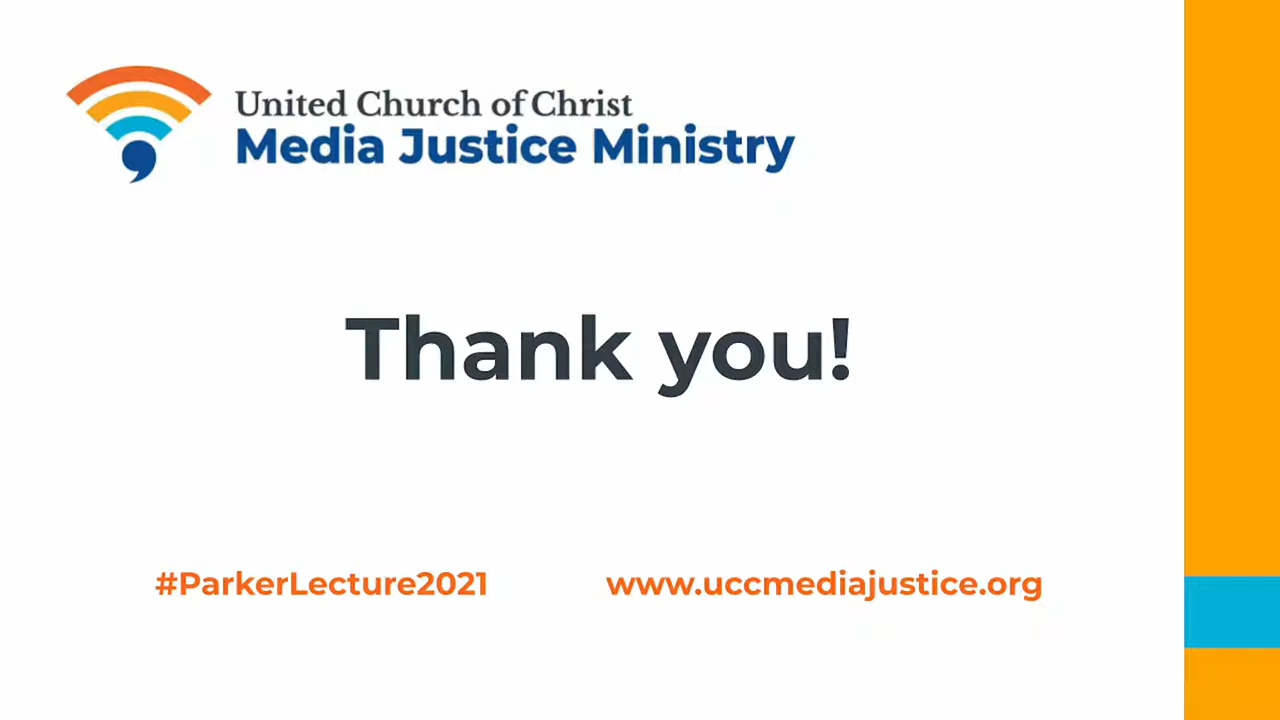 United Church of Christ
Media Justice Ministry
Thank you!
#ParkerLecture2021
www.uccmediajustice.org